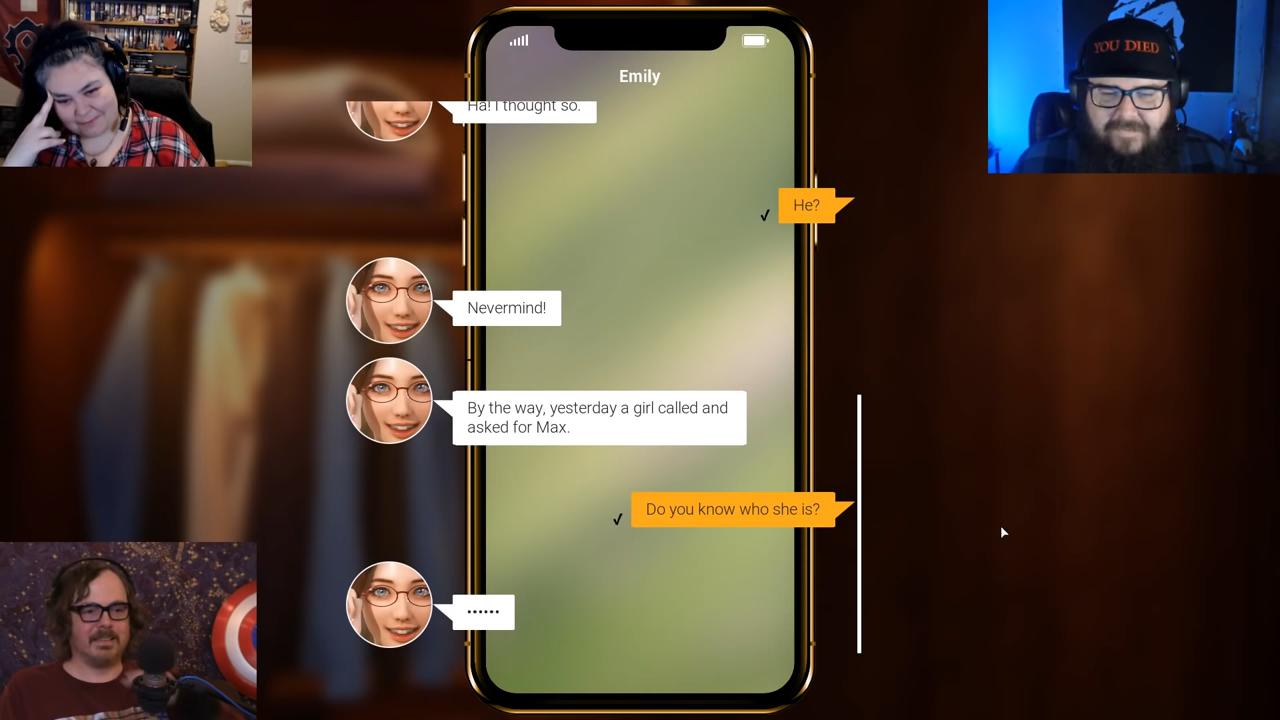 YOU DIED
Emily
Ha! I thought so.
He?
Nevermind!
By the way, yesterday a girl called and
asked for Max.
Do you know who she is?
......